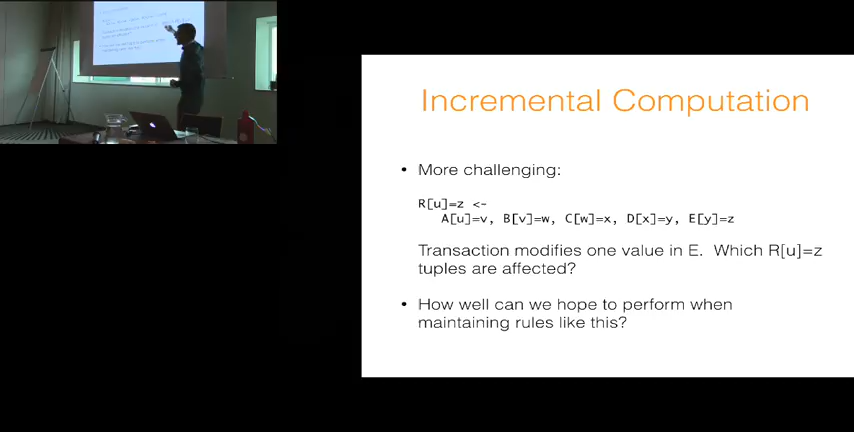 Incremental Computation
• More challenging:
R[u]=z <-
A[u]=v, B[v]=w, C[w]=x, D[x]=y, E[y]=z
Transaction modifies one value in E. Which R[u]=z
tuples are affected?
• How well can we hope to perform when
maintaining rules like this?